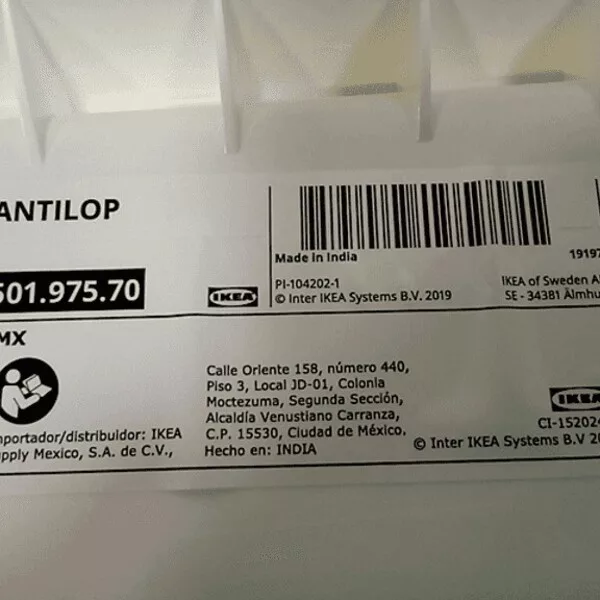 ANTILOP
501.975.70
IKEA
Made in India
PI-104202-1
© Inter IKEA Systems B.V. 2019
19197
IKEA of Sweden A
SE - 34381 Älmhu
MX
mportador/distribuidor: IKEA
pply Mexico, S.A. de C.V.,
Calle Oriente 158, número 440,
Piso 3, Local JD-01, Colonia
Moctezuma, Segunda Sección,
Alcaldía Venustiano Carranza,
C.P. 15530, Ciudad de México.
Hecho en: INDIA
IKEA
CI-15202
© Inter IKEA Systems B.V 20